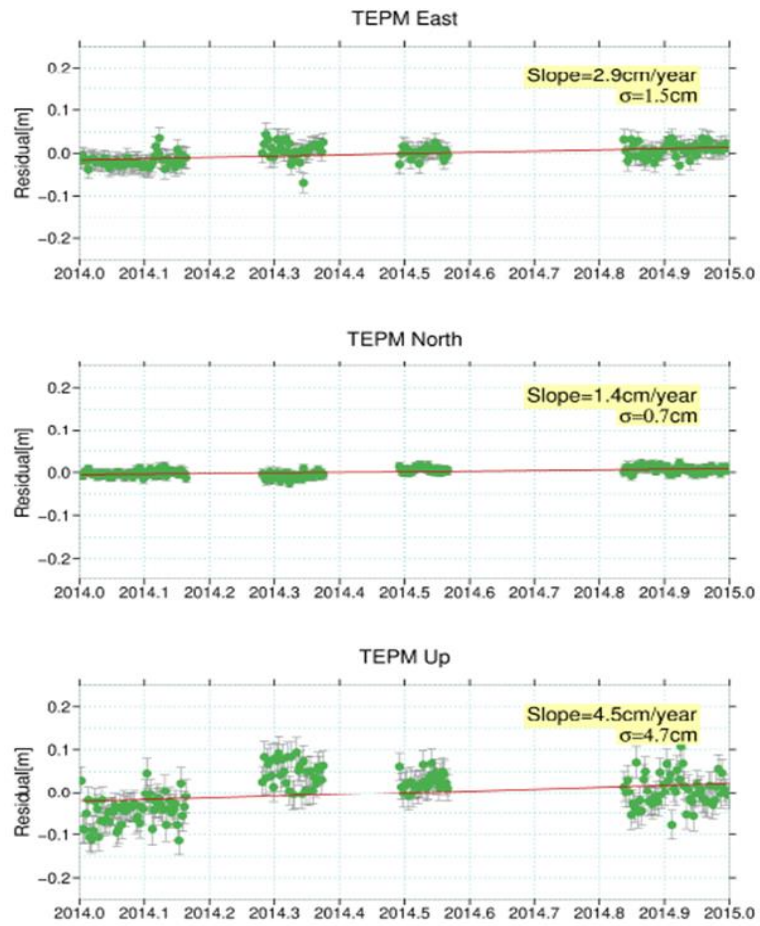 TEPM East
Slope=2.9cm/year
σ=1.5cm
Residual[m]
0.2
0.1
0.0
−0.1
−0.2
2014.0 2014.1 2014.2 2014.3 2014.4 2014.5 2014.6 2014.7 2014.8 2014.9 2015.0
TEPM North
Slope=1.4cm/year
σ=0.7cm
Residual[m]
0.2
0.1
0.0
−0.1
−0.2
2014.0 2014.1 2014.2 2014.3 2014.4 2014.5 2014.6 2014.7 2014.8 2014.9 2015.0
TEPM Up
Slope=4.5cm/year
σ=4.7cm
Residual[m]
0.2
0.1
0.0
−0.1
−0.2
2014.0 2014.1 2014.2 2014.3 2014.4 2014.5 2014.6 2014.7 2014.8 2014.9 2015.0